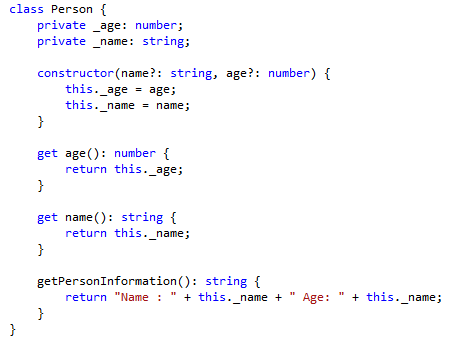 class Person {
    private _age: number;
    private _name: string;

    constructor(name?: string, age?: number) {
        this._age = age;
        this._name = name;
    }

    get age(): number {
        return this._age;
    }

    get name(): string {
        return this._name;
    }

    getPersonInformation(): string {
        return "Name : " + this._name + " Age: " + this._name;
    }
}